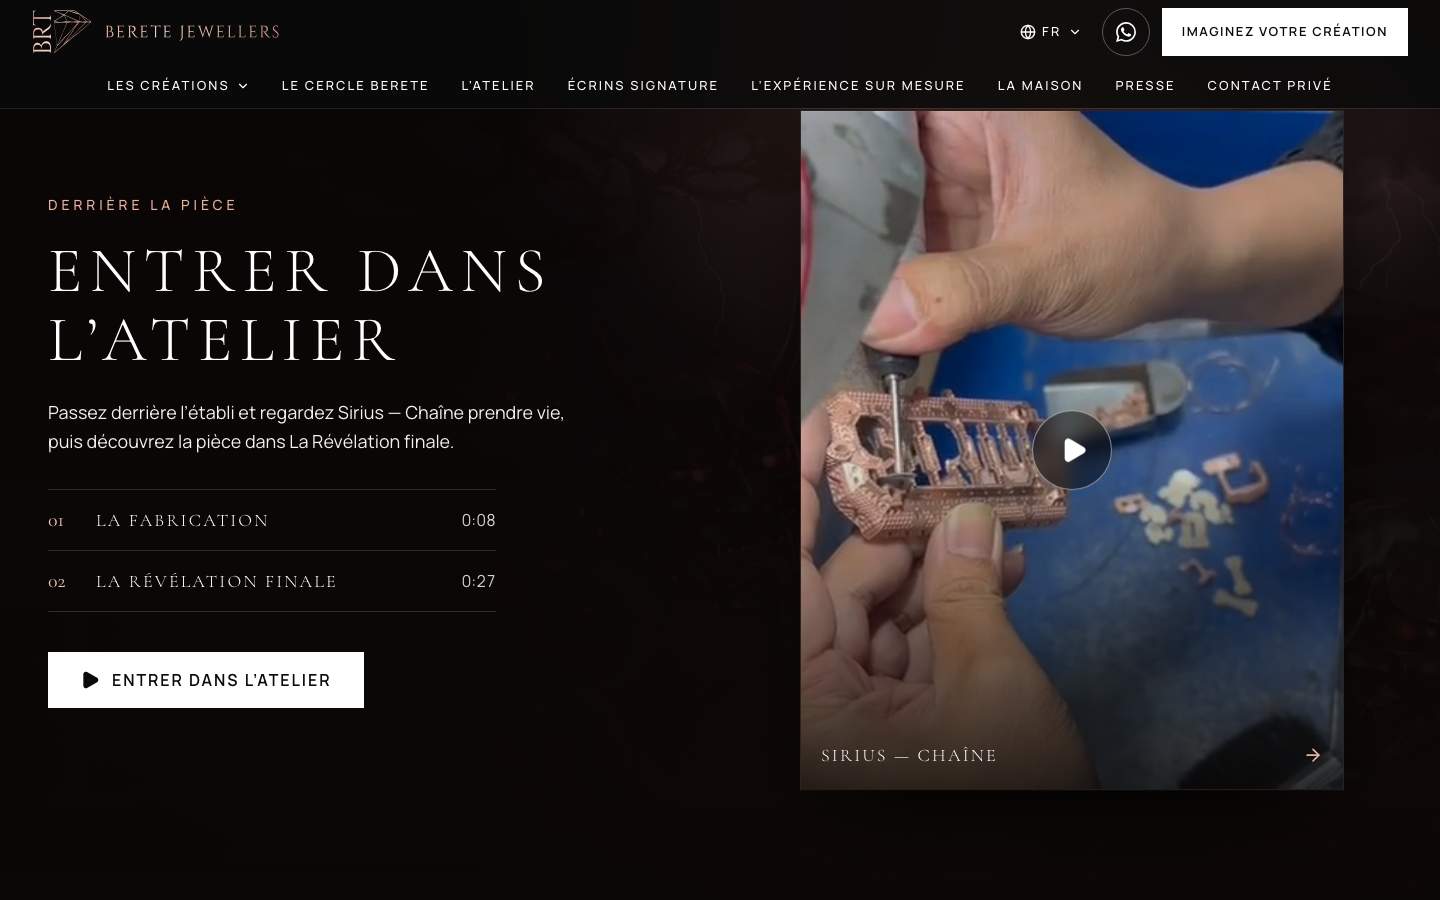 BRT
BERETE JEWELLERS
FR
IMAGINEZ VOTRE CRÉATION
LES CRÉATIONS
LE CERCLE BERETE
L'ATELIER
ÉCRINS SIGNATURE
L'EXPÉRIENCE SUR MESURE
LA MAISON
PRESSE
CONTACT PRIVÉ
DERRIÈRE LA PIÈCE
ENTRER DANS
L’ATELIER
Passez derrière l’établi et regardez Sirius — Chaîne prendre vie,
puis découvrez la pièce dans La Révélation finale.
01 LA FABRICATION 0:08
02 LA RÉVÉLATION FINALE 0:27
ENTRER DANS L’ATELIER
SIRIUS — CHAÎNE